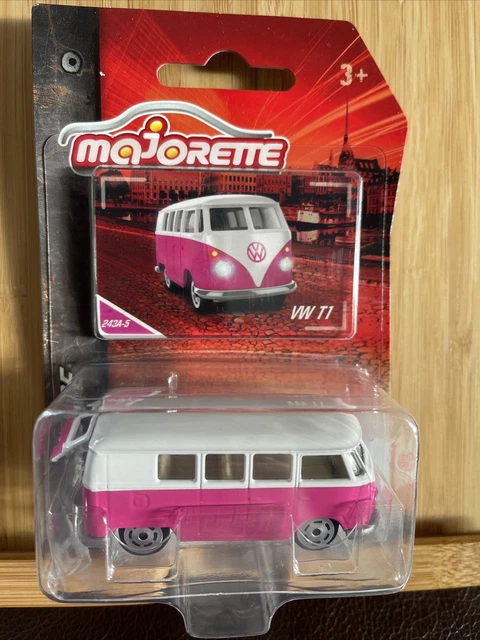 3+
MAJORETTE
VW T1
243A-5